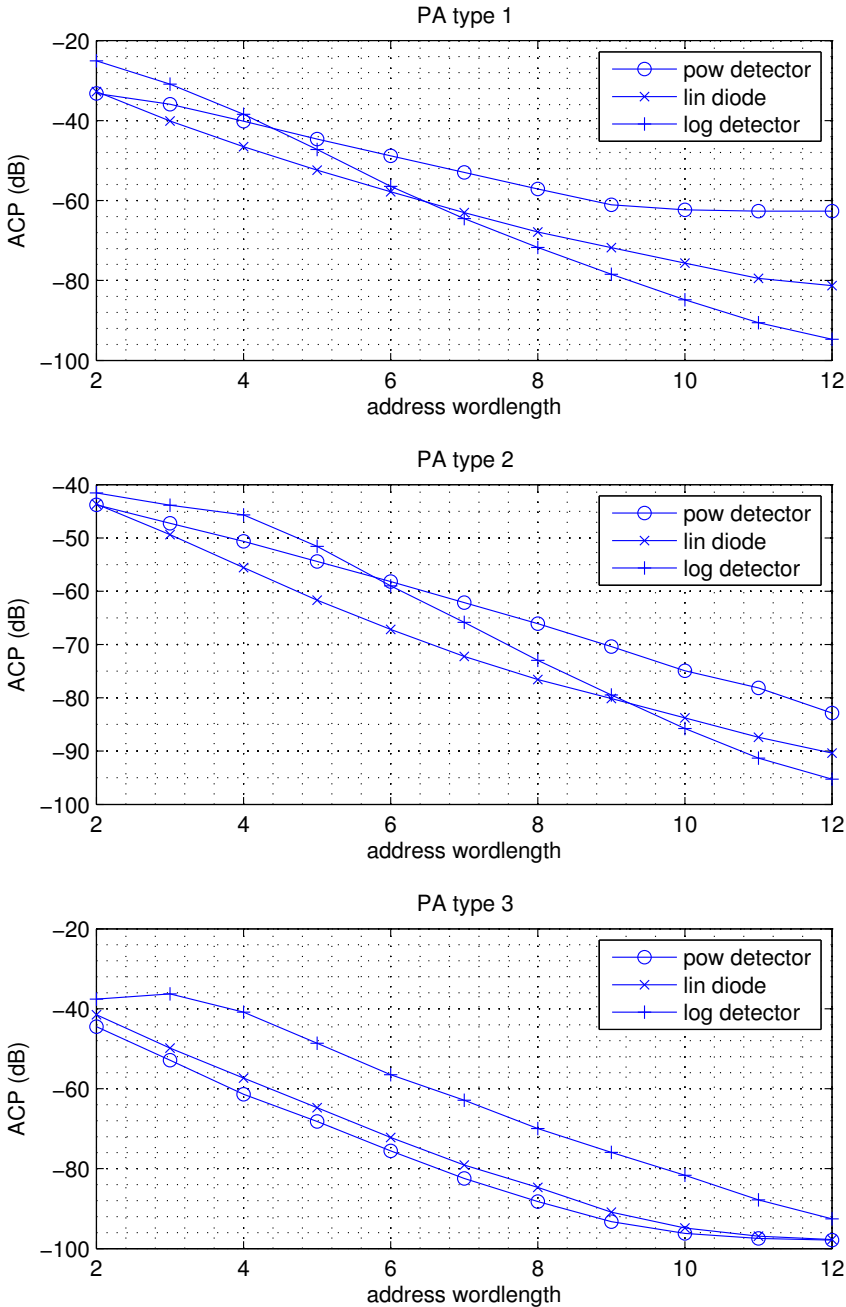 PA type 1
−20
−40
−60
−80
−100
ACP (dB)
pow detector
lin diode
log detector
2 4 6 8 10 12
address wordlength
PA type 2
−40
−50
−60
−70
−80
−90
−100
ACP (dB)
pow detector
lin diode
log detector
2 4 6 8 10 12
address wordlength
PA type 3
−20
−40
−60
−80
−100
ACP (dB)
pow detector
lin diode
log detector
2 4 6 8 10 12
address wordlength